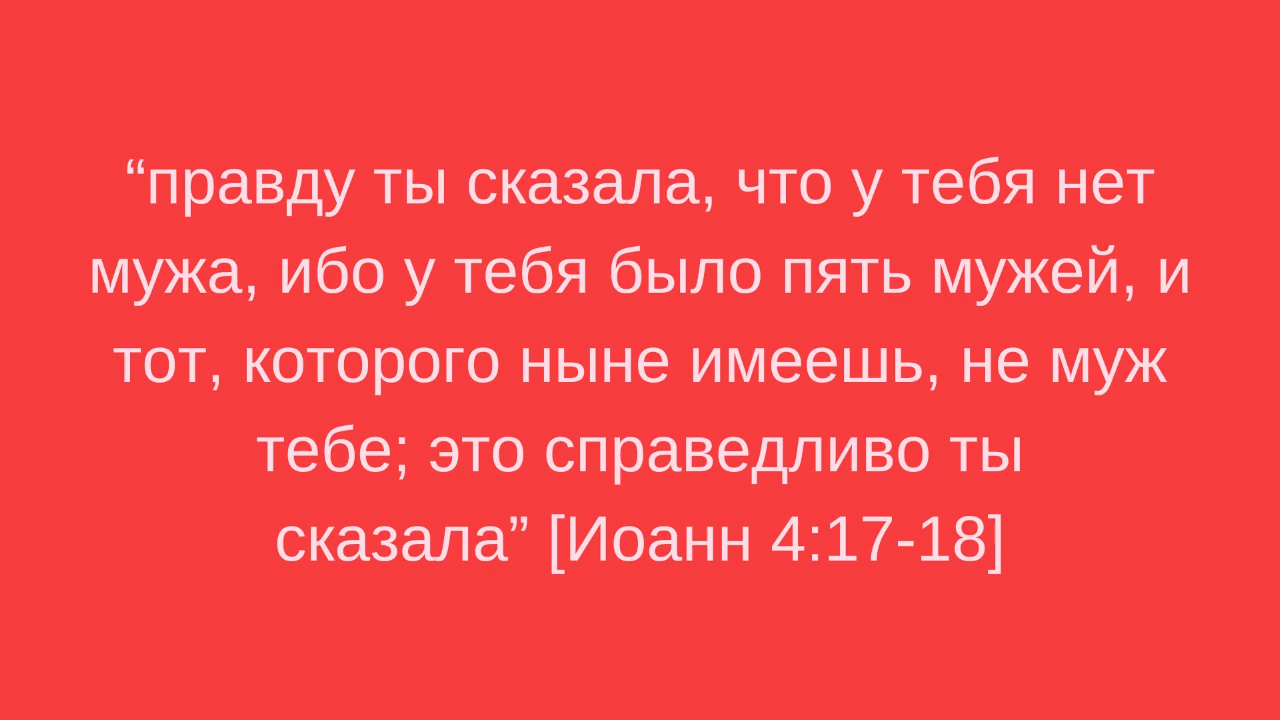 “правду ты сказала, что у тебя нет
мужа, ибо у тебя было пять мужей, и
тот, которого ныне имеешь, не муж
тебе; это справедливо ты
сказала” [Иоанн 4:17-18]